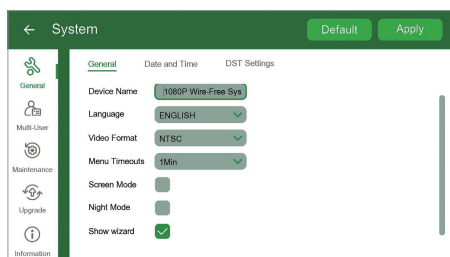 System
Default
Apply
General
Multi-User
Maintenance
Upgrade
Information
General
Date and Time
DST Settings
Device Name
1080P Wire-Free Sys
Language
ENGLISH
Video Format
NTSC
Menu Timeouts
1Min
Screen Mode
Night Mode
Show wizard